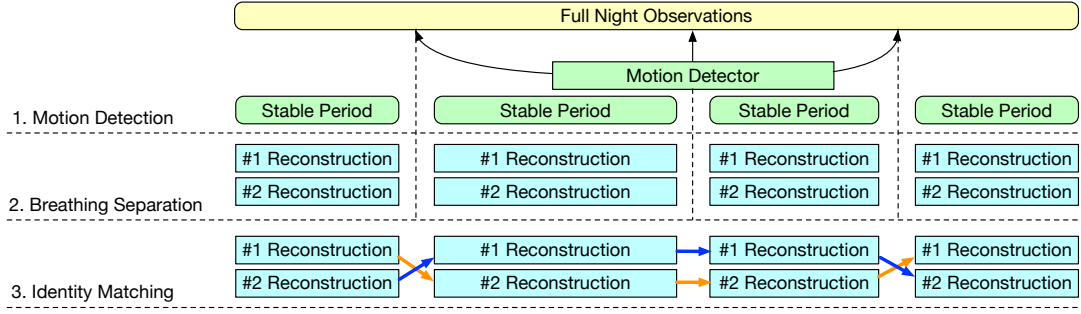 Full Night Observations
Motion Detector
1. Motion Detection
Stable Period
Stable Period
Stable Period
Stable Period
2. Breathing Separation
#1 Reconstruction
#1 Reconstruction
#1 Reconstruction
#1 Reconstruction
#2 Reconstruction
#2 Reconstruction
#2 Reconstruction
#2 Reconstruction
3. Identity Matching
#1 Reconstruction
#1 Reconstruction
#1 Reconstruction
#1 Reconstruction
#2 Reconstruction
#2 Reconstruction
#2 Reconstruction
#2 Reconstruction